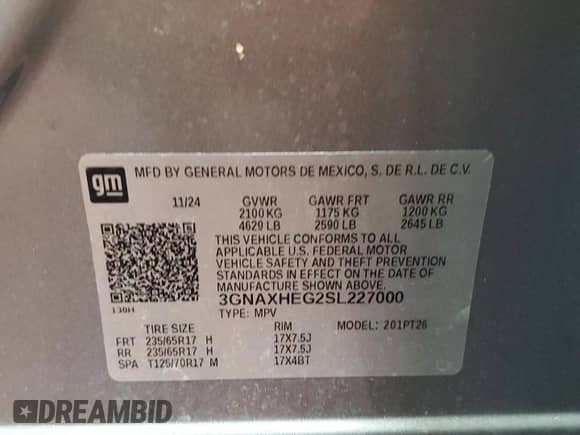 gm
MFD BY GENERAL MOTORS DE MEXICO, S. DE R.L. DE C.V.
11/24 GVWR GAWR FRT GAWR RR
2100 KG 1175 KG 1200 KG
4629 LB 2590 LB 2645 LB
THIS VEHICLE CONFORMS TO ALL
APPLICABLE U.S. FEDERAL MOTOR
VEHICLE SAFETY AND THEFT PREVENTION
STANDARDS IN EFFECT ON THE DATE OF
MANUFACTURE SHOWN ABOVE.
3GNAXHEG2SL227000
130H
TYPE: MPV
TIRE SIZE RIM MODEL: 201PT26
FRT 235/65R17 H 17X7.5J
RR 235/65R17 H 17X7.5J
SPA T125/70R17 M 17X4BT
DREAMBID